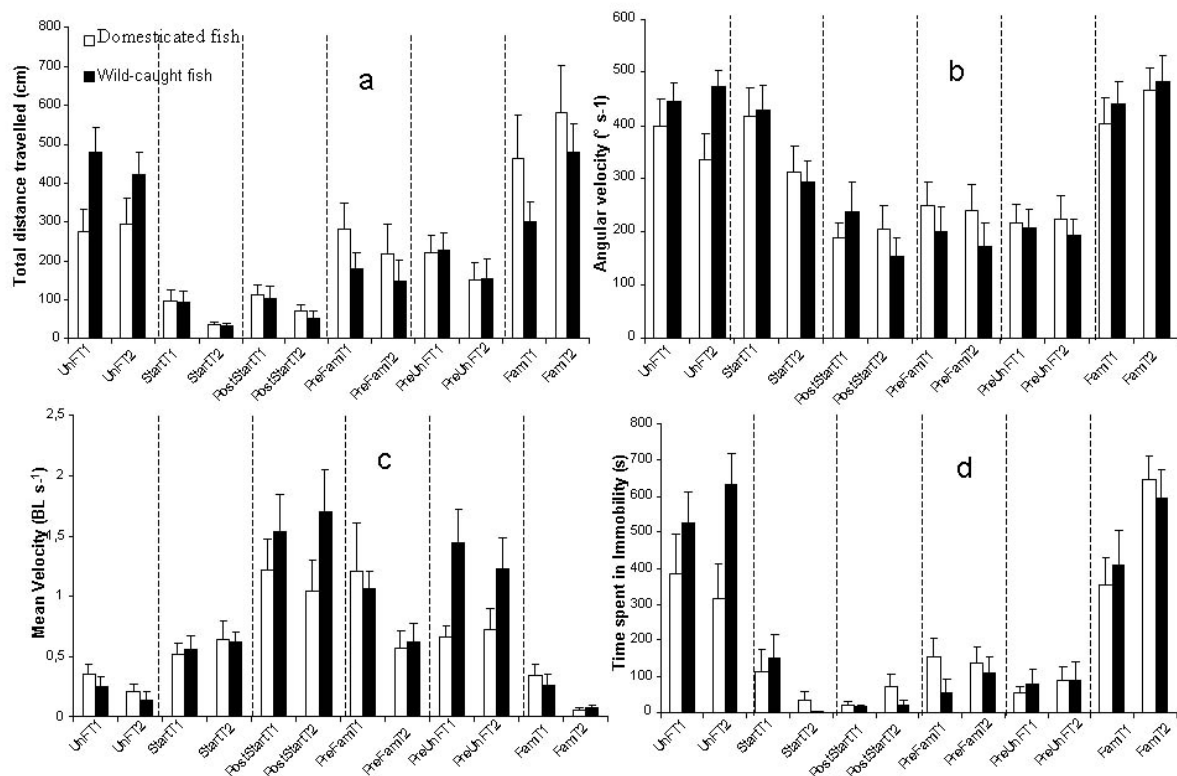 800
700
600
500
400
300
200
100
0
Total distance travelled (cm)
Domesticated fish
Wild-caught fish
a
UnFT1
UnFT2
StartT1
StartT2
PostStartT1
PostStartT2
PreFamT1
PreFamT2
PreUnFT1
PreUnFT2
FamT1
FamT2
600
500
400
300
200
100
0
Angular velocity (° s-1)
b
UnFT1
UnFT2
StartT1
StartT2
PostStartT1
PostStartT2
PreFamT1
PreFamT2
PreUnFT1
PreUnFT2
FamT1
FamT2
2,5
2
1,5
1
0,5
0
Mean Velocity (BL s-1)
c
UnFT1
UnFT2
StartT1
StartT2
PostStartT1
PostStartT2
PreFamT1
PreFamT2
PreUnFT1
PreUnFT2
FamT1
FamT2
800
700
600
500
400
300
200
100
0
Time spent in Immobility (s)
d
UnFT1
UnFT2
StartT1
StartT2
PostStartT1
PostStartT2
PreFamT1
PreFamT2
PreUnFT1
PreUnFT2
FamT1
FamT2